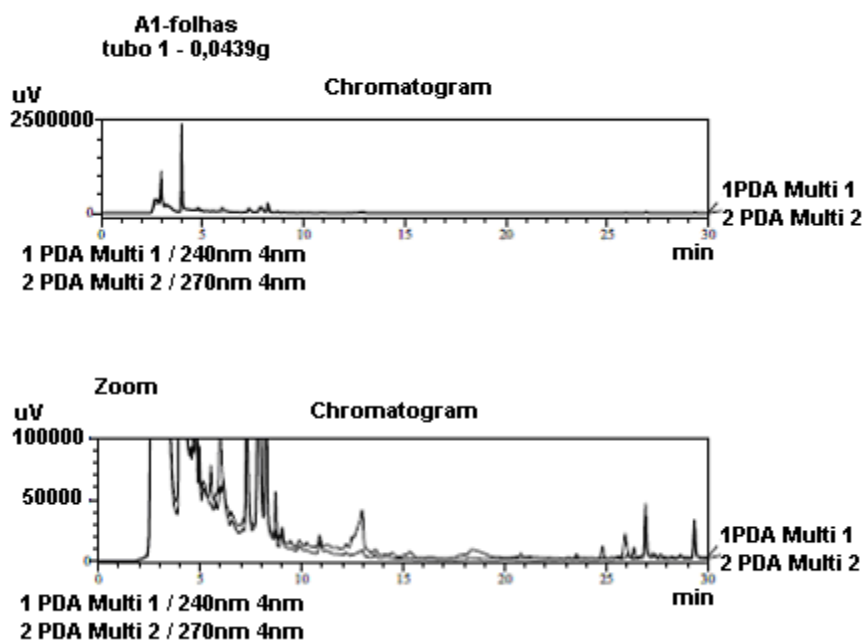 A1-folhas
tubo 1 - 0,0439g
Chromatogram
uV
2500000
0
0 5 10 15 20 25 30
1PDA Multi 1
2 PDA Multi 2
min
1 PDA Multi 1 / 240nm 4nm
2 PDA Multi 2 / 270nm 4nm
Zoom
uV
Chromatogram
100000
50000
0
0 5 10 15 20 25 30
1PDA Multi 1
2 PDA Multi 2
min
1 PDA Multi 1 / 240nm 4nm
2 PDA Multi 2 / 270nm 4nm